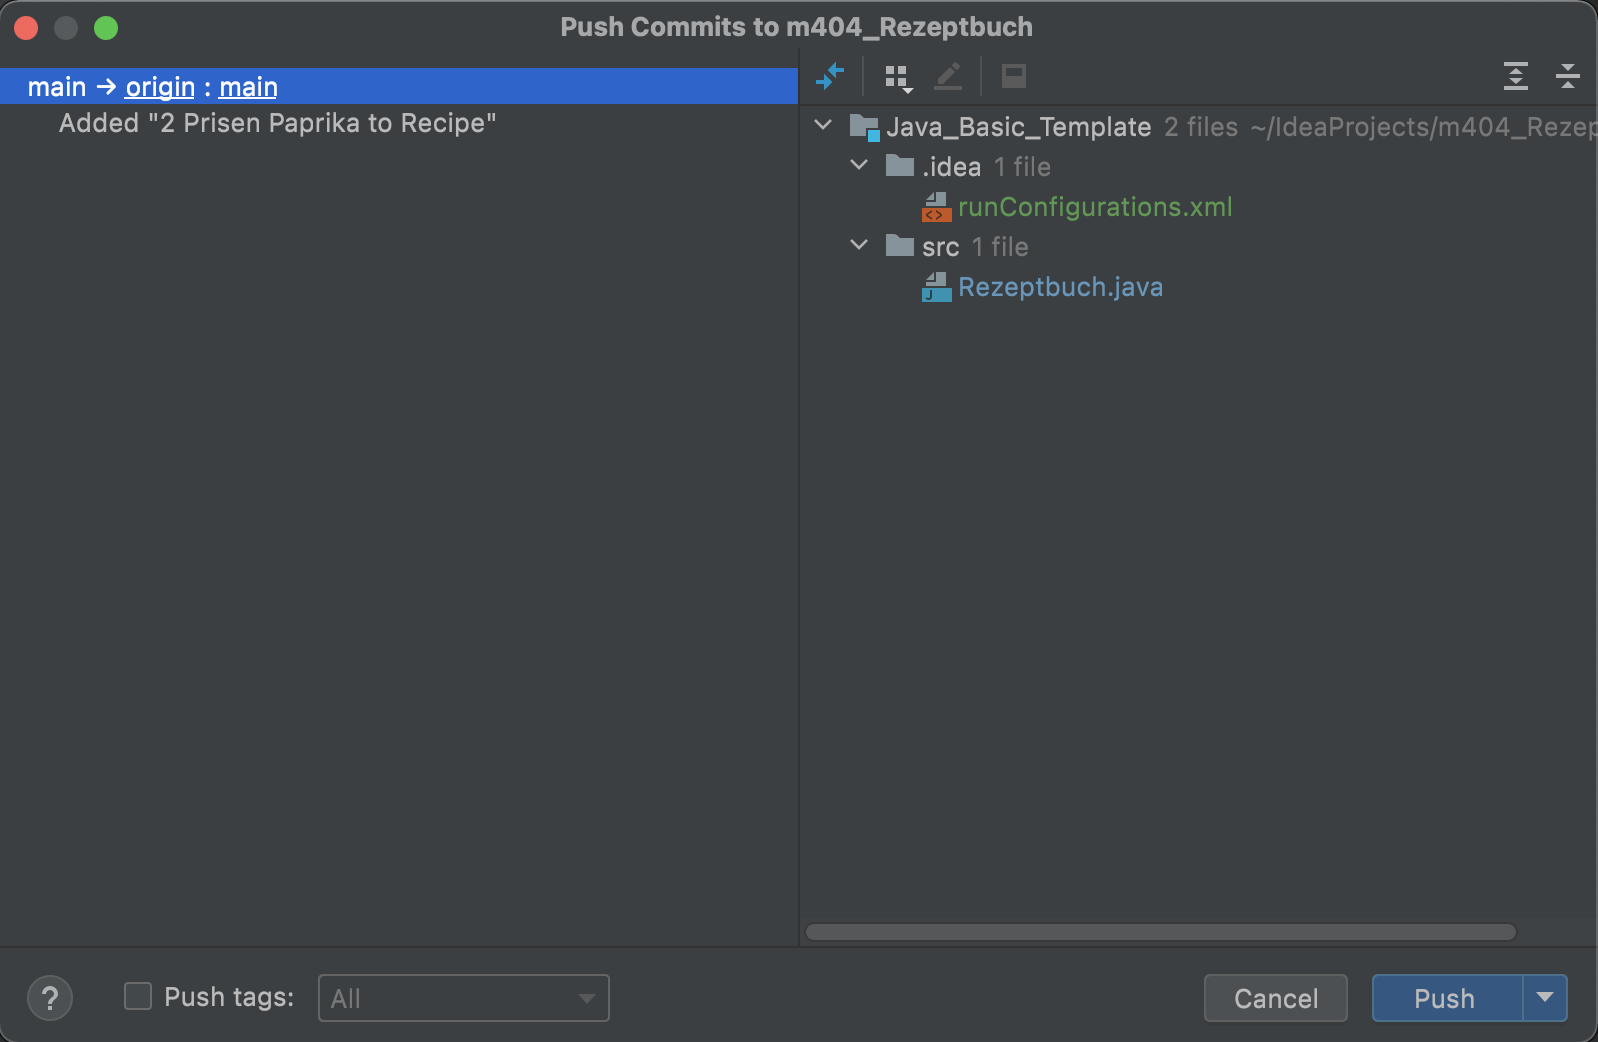 Push Commits to m404_Rezeptbuch
main → origin : main
Added "2 Prisen Paprika to Recipe"
Java_Basic_Template 2 files ~/IdeaProjects/m404_Rezep
.idea 1 file
runConfigurations.xml
src 1 file
Rezeptbuch.java
? Push tags: All Cancel Push